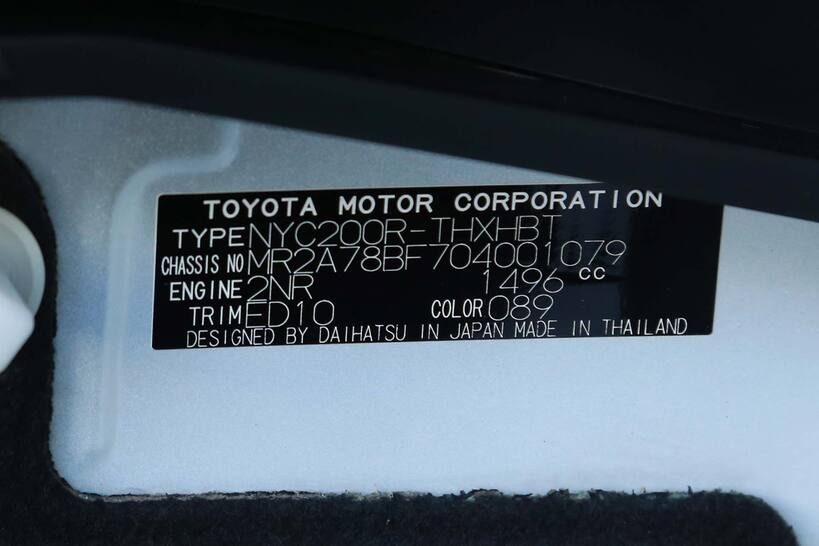 TOYOTA MOTOR CORPORATION
TYPE NYC200R-THXHBT
CHASSIS NO MR2A78BF704001079
ENGINE 2NR 1496 CC
TRIM ED10 COLOR 089
DESIGNED BY DAIHATSU IN JAPAN MADE IN THAILAND